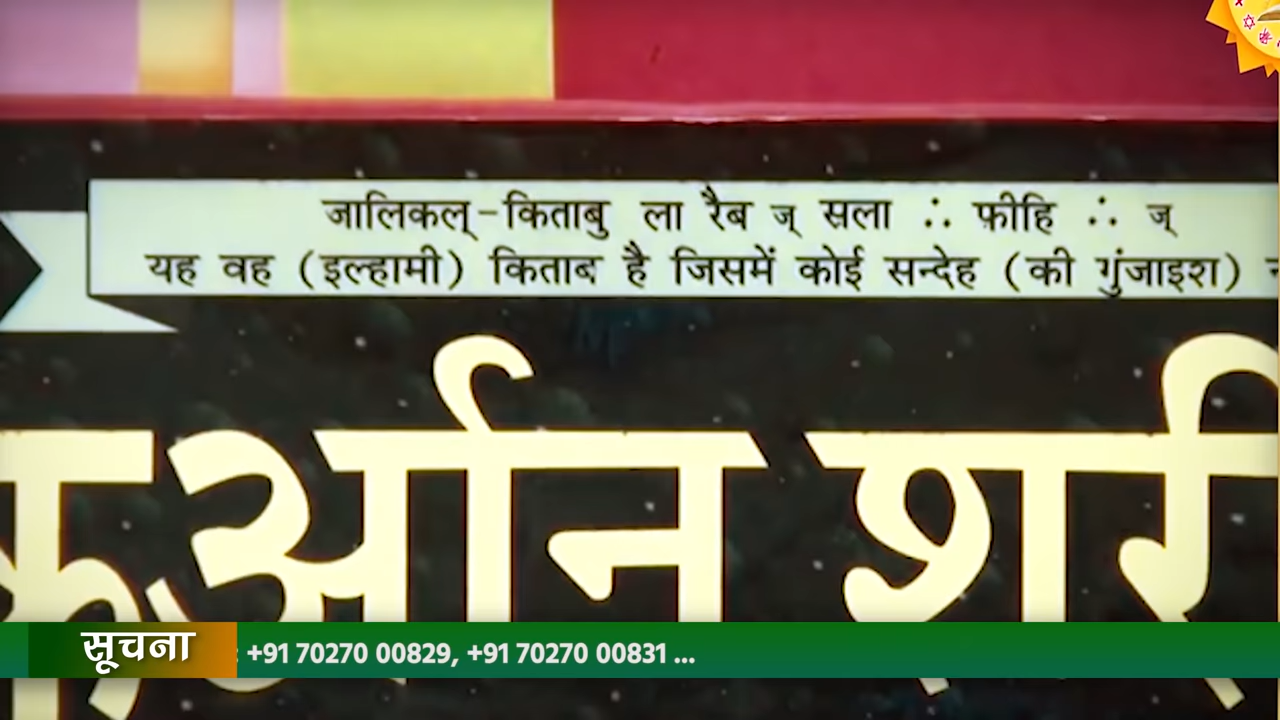 जालिकल्-किताबु ला रैब ज् सला ∴ फ़ीहि ∴ ज्
यह वह (इल्हामी) किताब है जिसमें कोई सन्देह (की गुंजाइश)
कुर्आन शरी
सूचना : +91 70270 00829, +91 70270 00831 ...